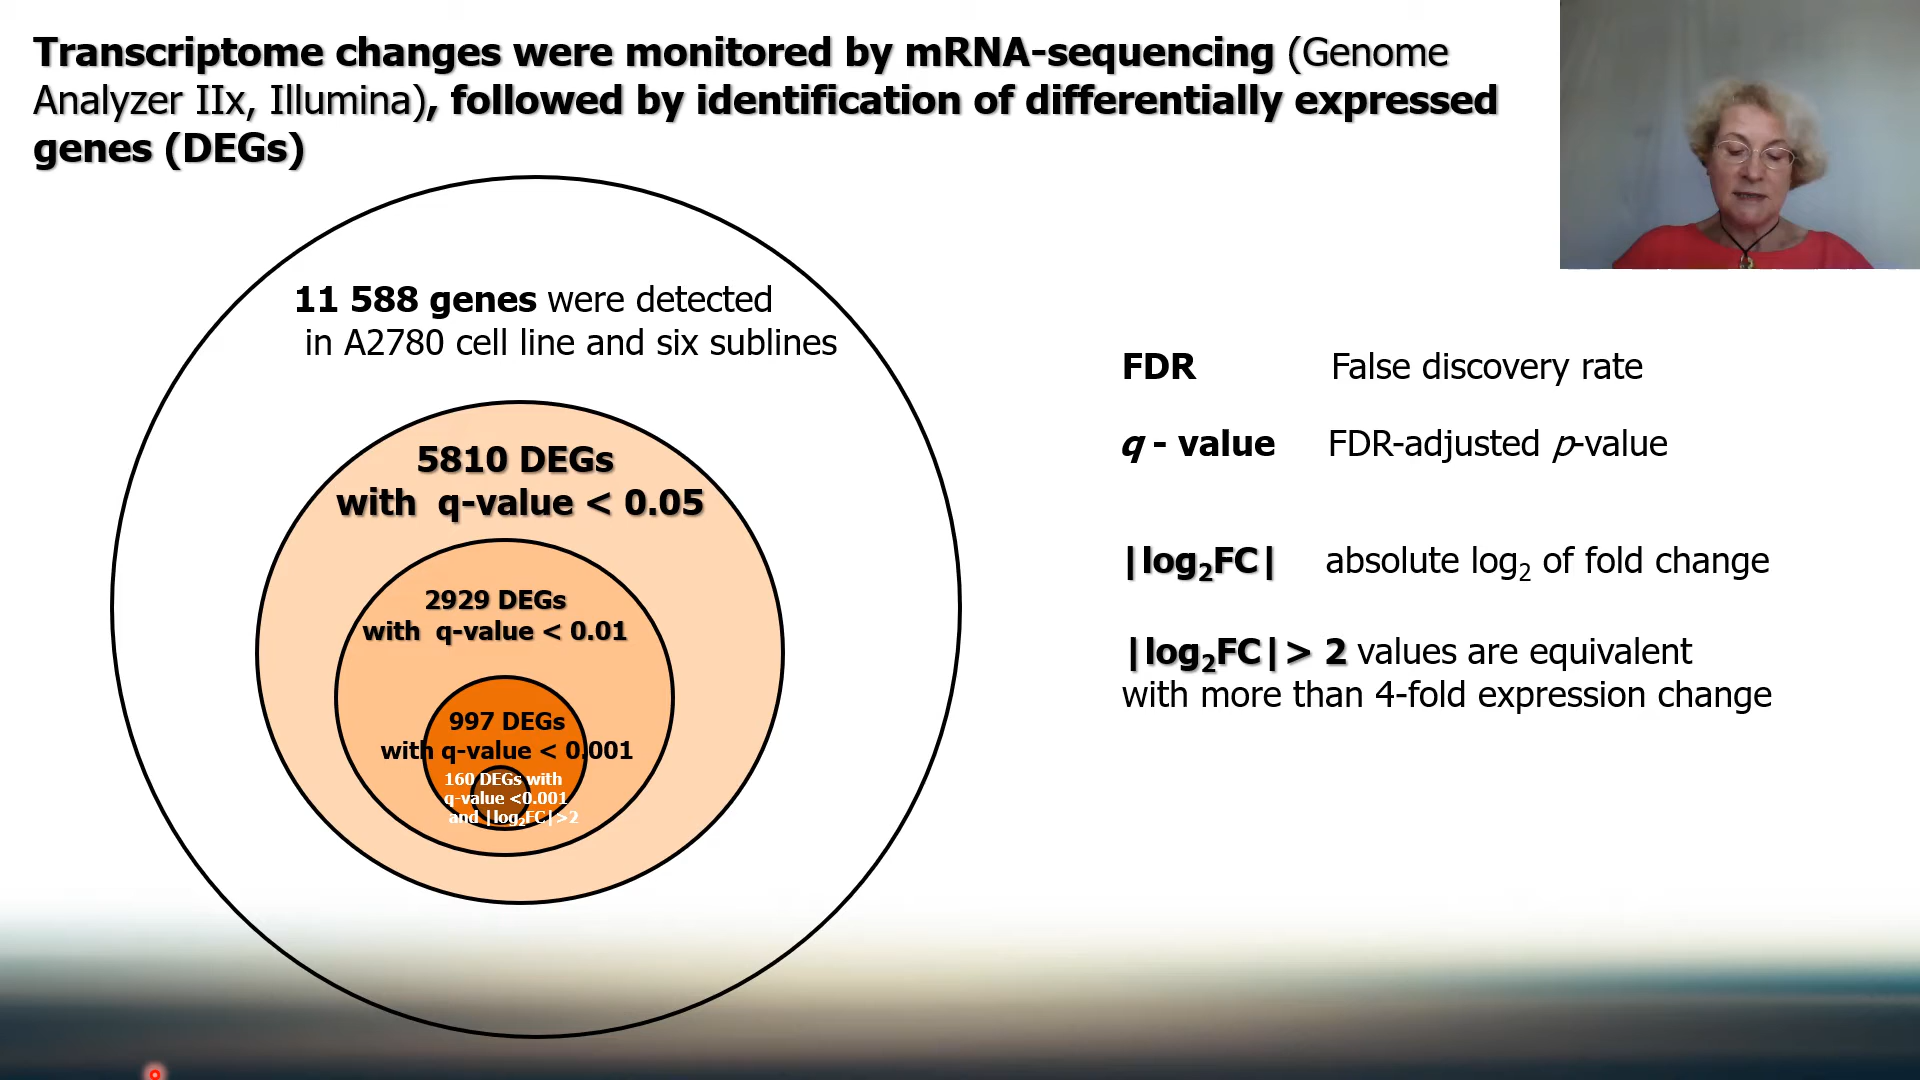 Transcriptome changes were monitored by mRNA-sequencing (Genome
Analyzer IIx, Illumina), followed by identification of differentially expressed
genes (DEGs)
11 588 genes were detected
in A2780 cell line and six sublines
5810 DEGs
with q-value < 0.05
2929 DEGs
with q-value < 0.01
997 DEGs
with q-value < 0.001
160 DEGs with
q-value <0.001
and |log₂FC|>2
FDR False discovery rate
q - value FDR-adjusted p-value
|log₂FC| absolute log₂ of fold change
|log₂FC|> 2 values are equivalent
with more than 4-fold expression change